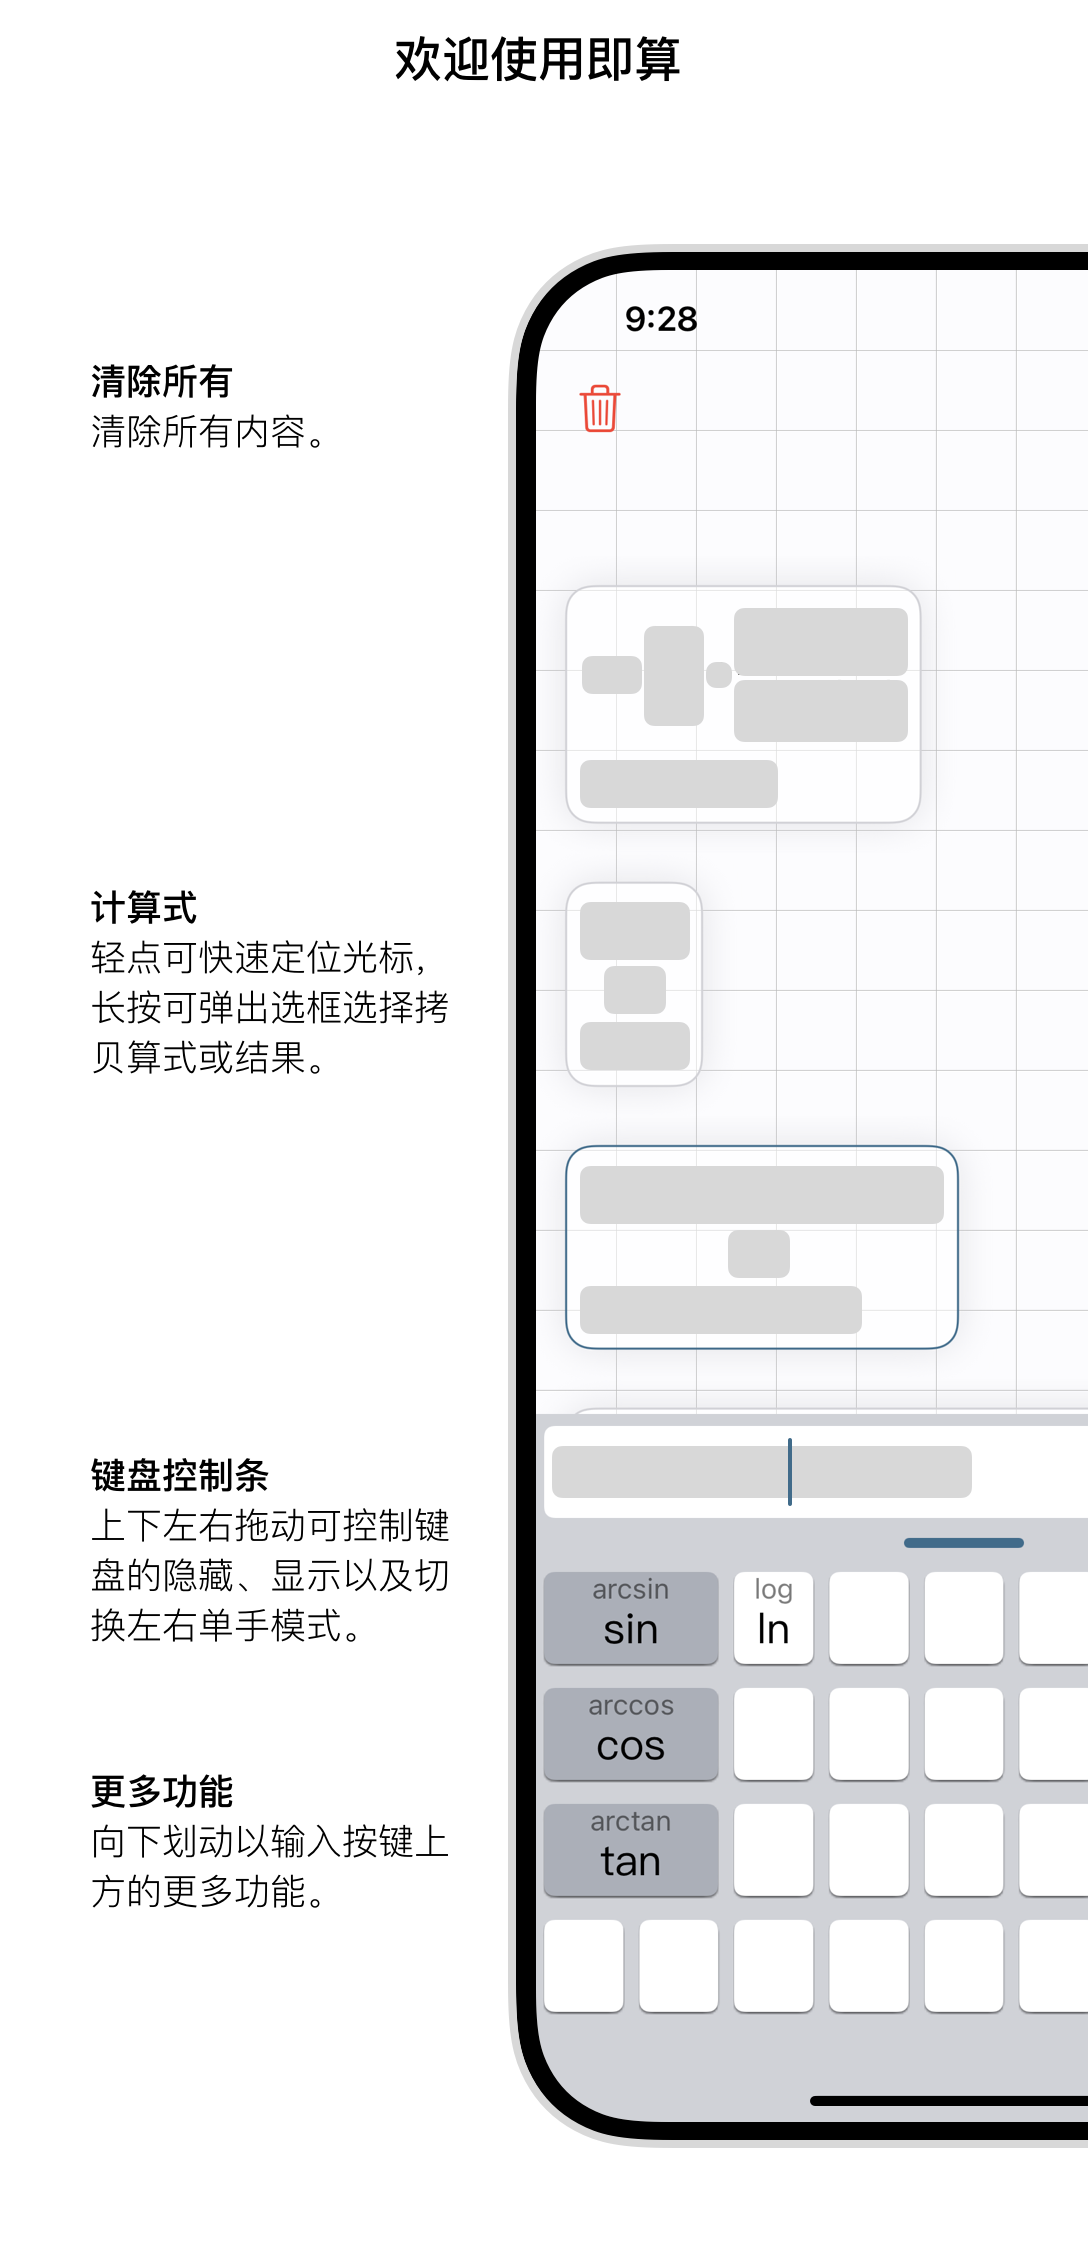 欢迎使用即算
9:28
清除所有
清除所有内容。
计算式
轻点可快速定位光标，
长按可弹出选框选择拷
贝算式或结果。
键盘控制条
上下左右拖动可控制键
盘的隐藏、显示以及切
换左右单手模式。
更多功能
向下划动以输入按键上
方的更多功能。
arcsin
sin
log
ln
arccos
cos
arctan
tan